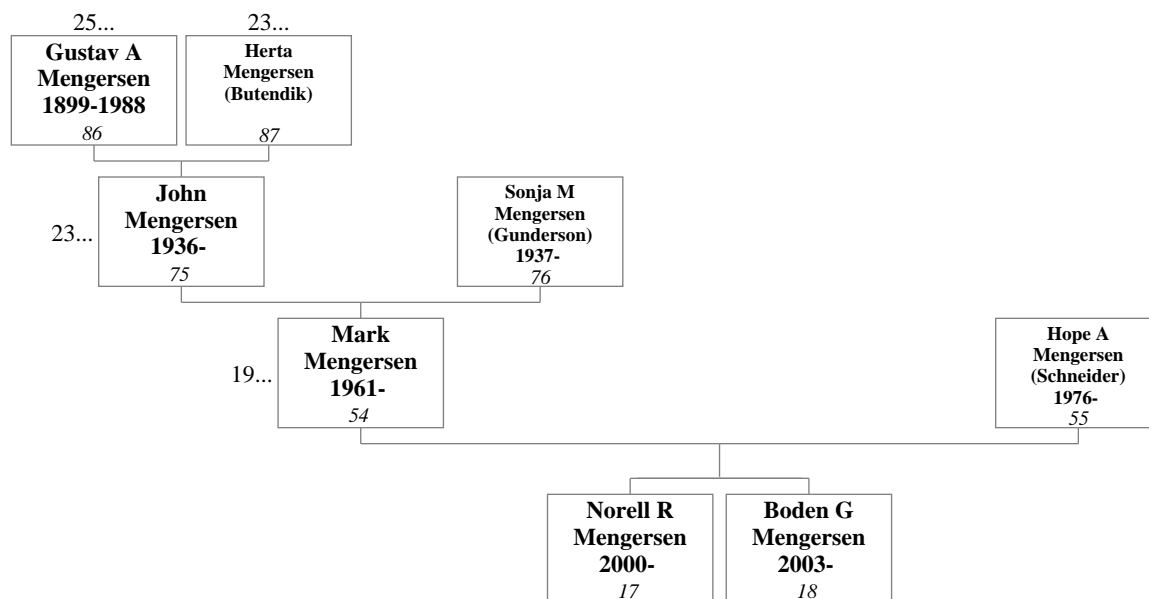 25...
23...
Gustav A
Mengersen
1899-1988
86
Herta
Mengersen
(Butendik)
87
23...
John
Mengersen
1936-
75
Sonja M
Mengersen
(Gunderson)
1937-
76
19...
Mark
Mengersen
1961-
54
Hope A
Mengersen
(Schneider)
1976-
55
Norell R
Mengersen
2000-
17
Boden G
Mengersen
2003-
18